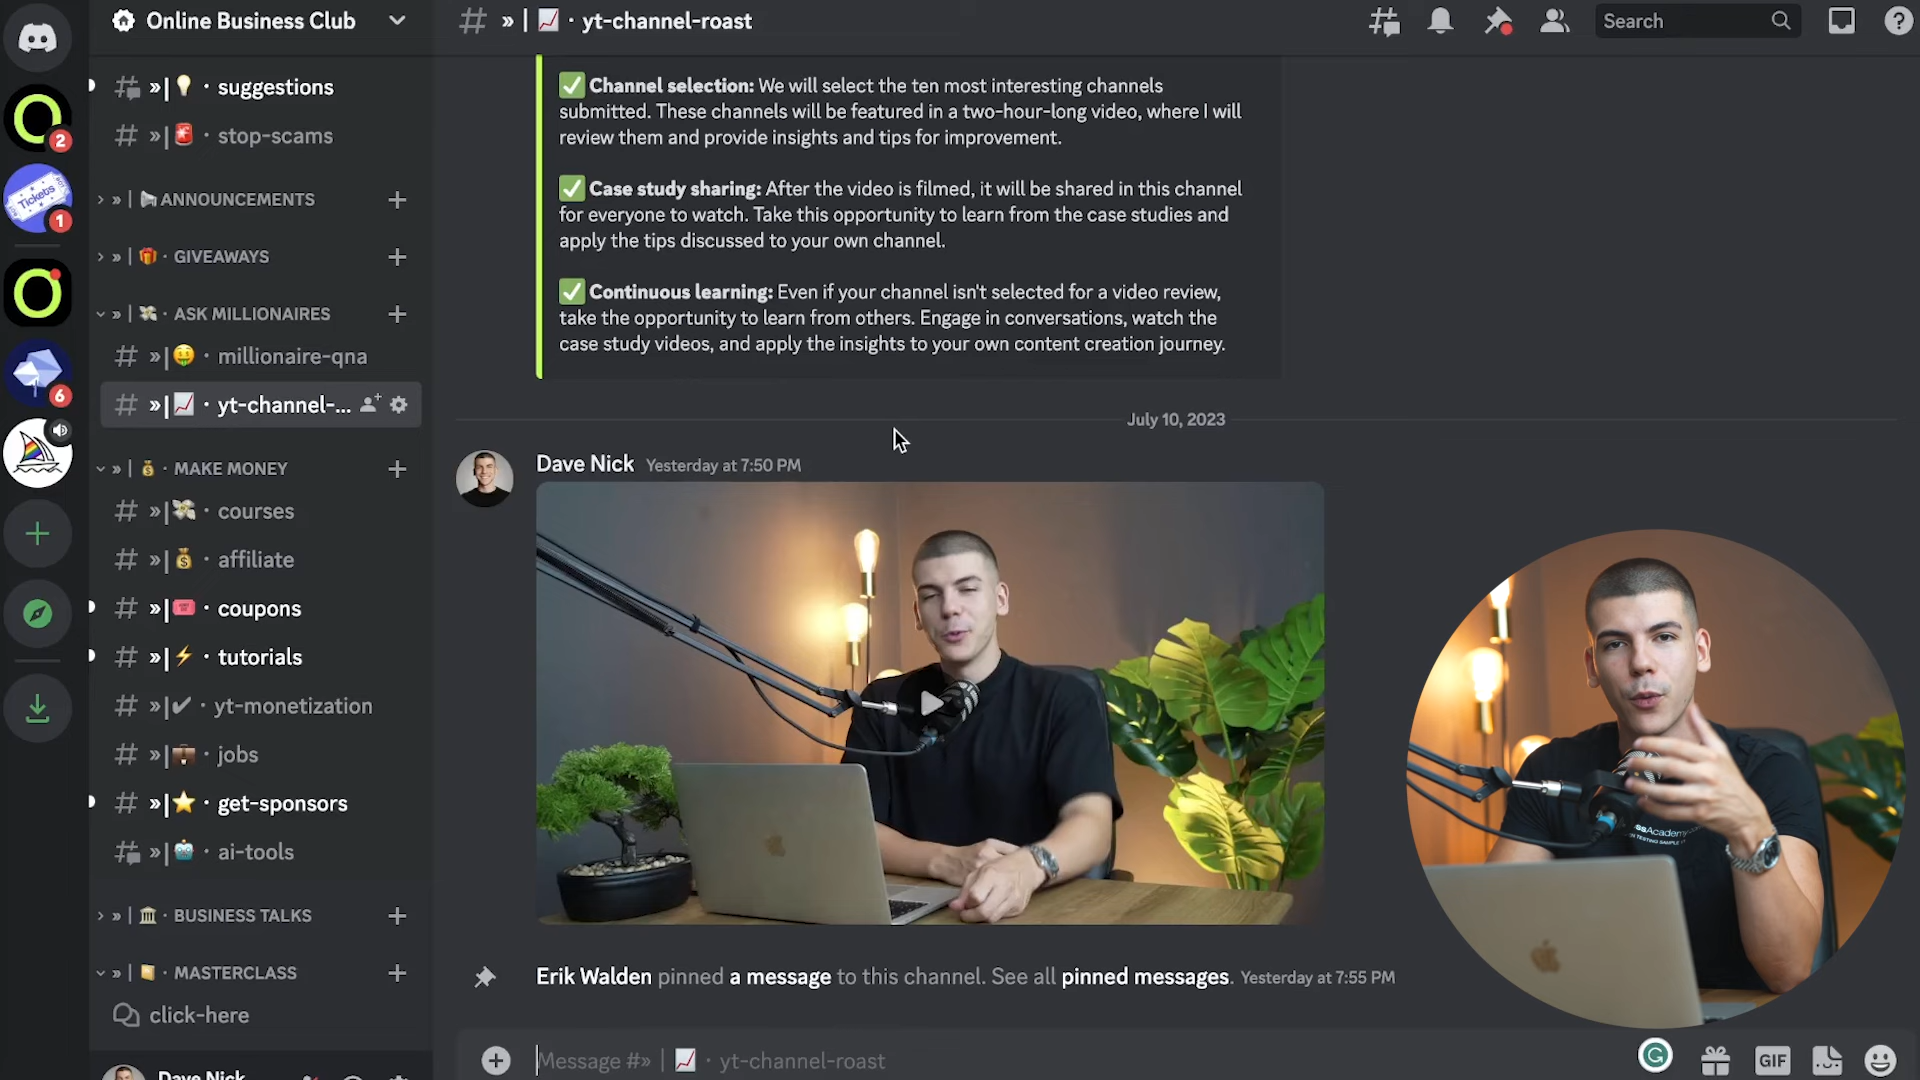 Online Business Club
» | · yt-channel-roast
Search
» | · suggestions
» | · stop-scams
» | ANNOUNCEMENTS
» | · GIVEAWAYS
» | · ASK MILLIONAIRES
» | · millionaire-qna
» | · yt-channel-...
» | · MAKE MONEY
» | · courses
» | · affiliate
» | · coupons
» | · tutorials
» | · yt-monetization
» | · jobs
» | · get-sponsors
» | · ai-tools
» | · BUSINESS TALKS
» | · MASTERCLASS
click-here
Dave Nick
2
Tickets
1
6
Channel selection: We will select the ten most interesting channels
submitted. These channels will be featured in a two-hour-long video, where I will
review them and provide insights and tips for improvement.
Case study sharing: After the video is filmed, it will be shared in this channel
for everyone to watch. Take this opportunity to learn from the case studies and
apply the tips discussed to your own channel.
Continuous learning: Even if your channel isn't selected for a video review,
take the opportunity to learn from others. Engage in conversations, watch the
case study videos, and apply the insights to your own content creation journey.
July 10, 2023
Dave Nick Yesterday at 7:50 PM
Erik Walden pinned a message to this channel. See all pinned messages. Yesterday at 7:55 PM
Message #» | · yt-channel-roast
GIF